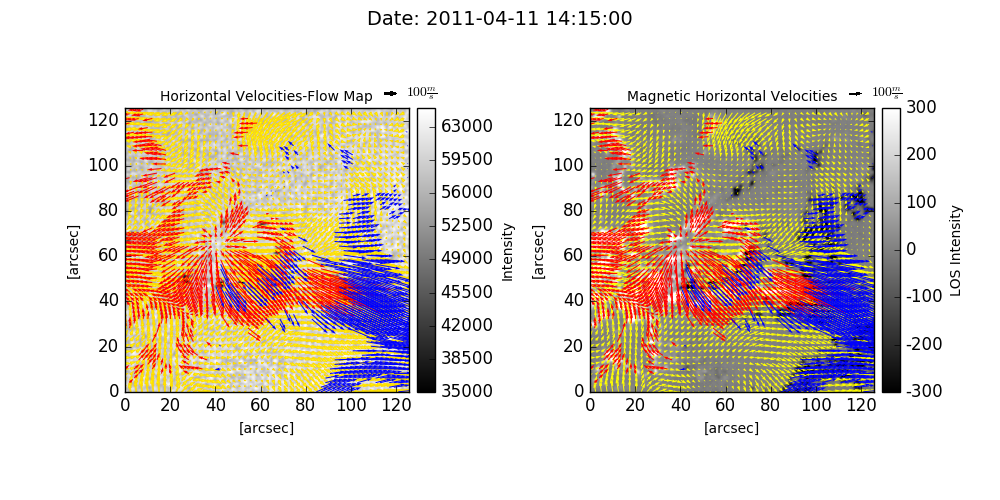 Date: 2011-04-11 14:15:00
Horizontal Velocities-Flow Map
100 m/s
120
100
80
60
40
20
0
[arcsec]
0 20 40 60 80 100 120
[arcsec]
63000
59500
56000
52500
49000
45500
42000
38500
35000
Intensity
Magnetic Horizontal Velocities
100 m/s
120
100
80
60
40
20
0
[arcsec]
0 20 40 60 80 100 120
[arcsec]
300
200
100
0
-100
-200
-300
LOS Intensity